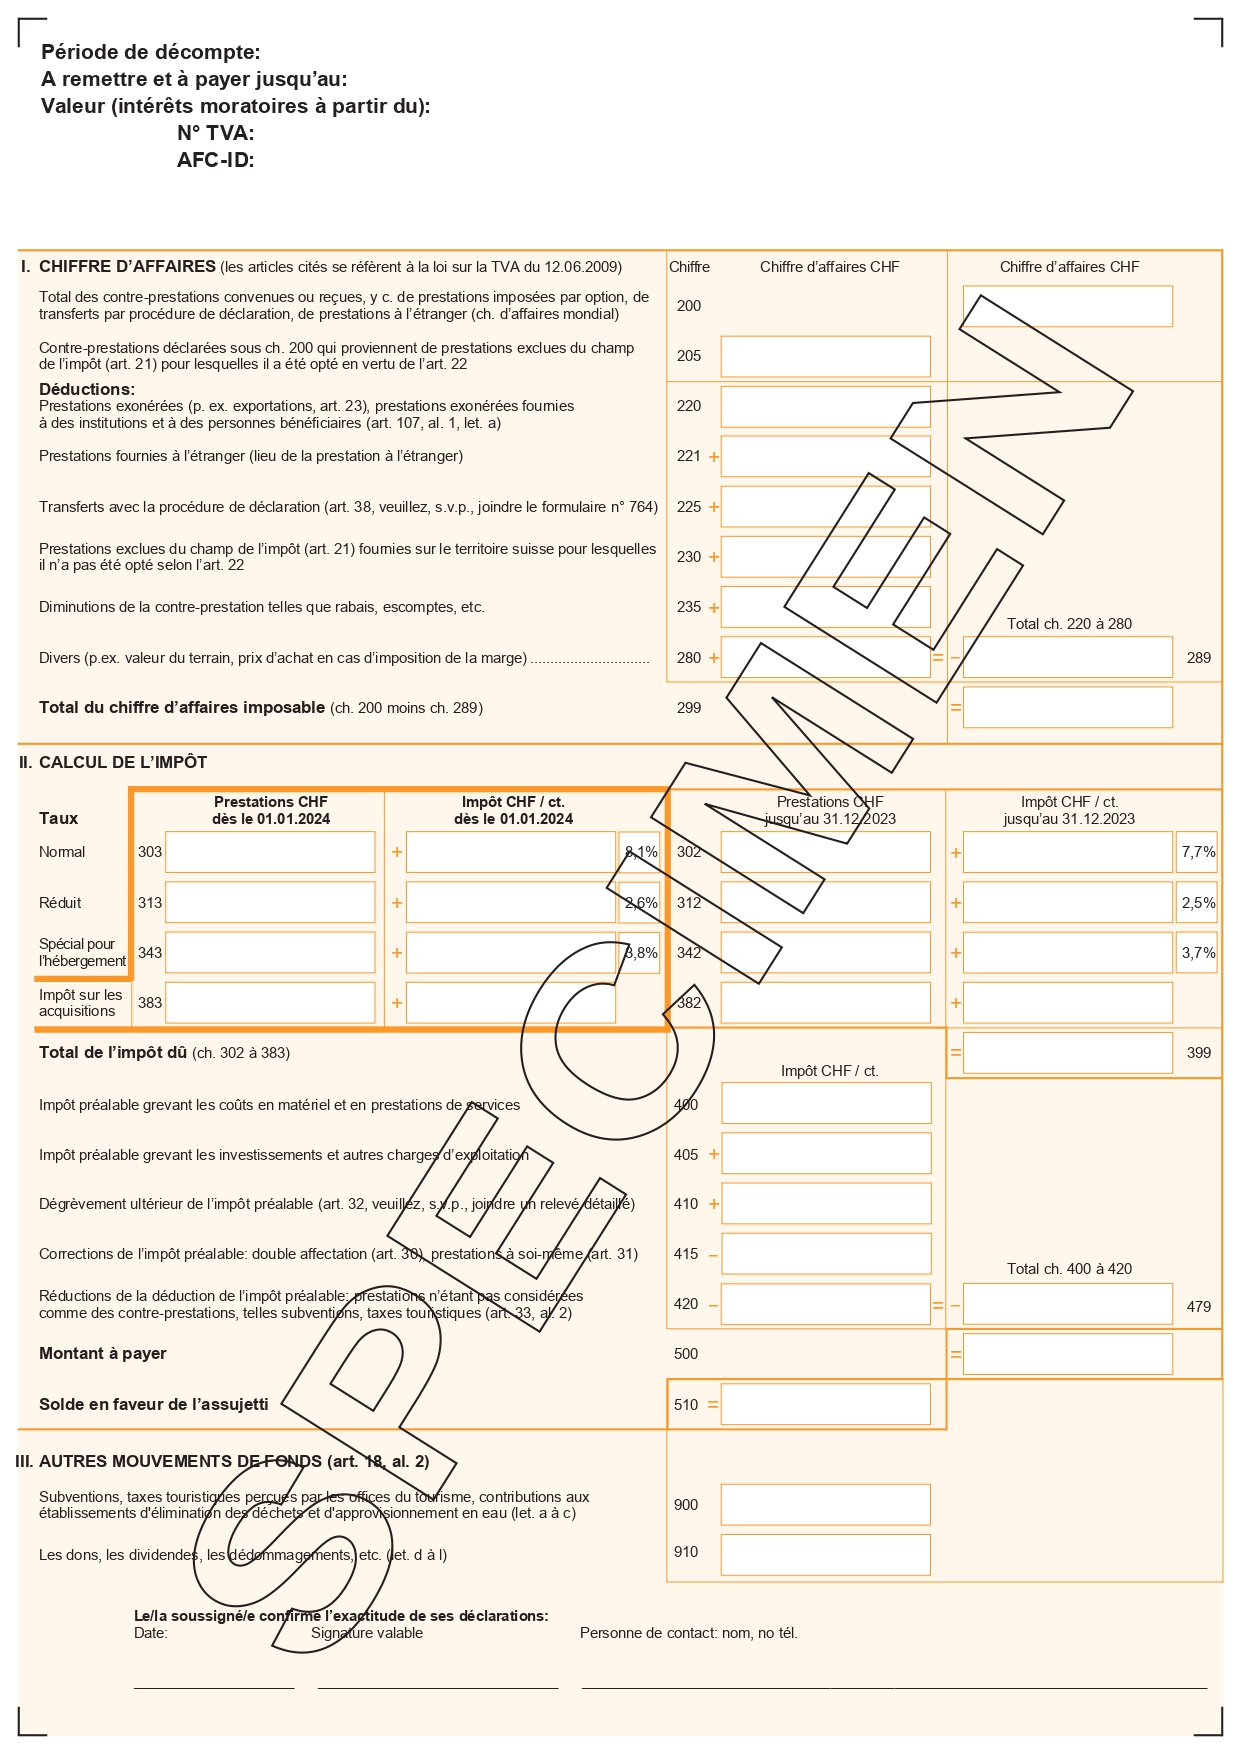 Période de décompte:
A remettre et à payer jusqu’au:
Valeur (intérêts moratoires à partir du):
N° TVA:
AFC-ID:
I. CHIFFRE D’AFFAIRES (les articles cités se réfèrent à la loi sur la TVA du 12.06.2009) Chiffre Chiffre d’affaires CHF Chiffre d’affaires CHF
Total des contre-prestations convenues ou reçues, y c. de prestations imposées par option, de
transferts par procédure de déclaration, de prestations à l’étranger (ch. d’affaires mondial)
200
Contre-prestations déclarées sous ch. 200 qui proviennent de prestations exclues du champ
de l’impôt (art. 21) pour lesquelles il a été opté en vertu de l’art. 22
205
Déductions:
Prestations exonérées (p. ex. exportations, art. 23), prestations exonérées fournies
à des institutions et à des personnes bénéficiaires (art. 107, al. 1, let. a)
220
Prestations fournies à l’étranger (lieu de la prestation à l’étranger) 221 +
Transferts avec la procédure de déclaration (art. 38, veuillez, s.v.p., joindre le formulaire n° 764) 225 +
Prestations exclues du champ de l’impôt (art. 21) fournies sur le territoire suisse pour lesquelles
il n’a pas été opté selon l’art. 22
230 +
Diminutions de la contre-prestation telles que rabais, escomptes, etc. 235 +
Total ch. 220 à 280
Divers (p.ex. valeur du terrain, prix d’achat en cas d’imposition de la marge) .............................. 280 + = – 289
Total du chiffre d’affaires imposable (ch. 200 moins ch. 289) 299 =
II. CALCUL DE L’IMPÔT
Taux
Prestations CHF
dès le 01.01.2024
Impôt CHF / ct.
dès le 01.01.2024
Prestations CHF
jusqu’au 31.12.2023
Impôt CHF / ct.
jusqu’au 31.12.2023
Normal 303 + 8,1% 302 + 7,7%
Réduit 313 + 2,6% 312 + 2,5%
Spécial pour
l’hébergement
343 + 3,8% 342 + 3,7%
Impôt sur les
acquisitions
383 + 382 +
Total de l’impôt dû (ch. 302 à 383) = 399
Impôt CHF / ct.
Impôt préalable grevant les coûts en matériel et en prestations de services 400
Impôt préalable grevant les investissements et autres charges d’exploitation 405 +
Dégrèvement ultérieur de l’impôt préalable (art. 32, veuillez, s.v.p., joindre un relevé détaillé) 410 +
Corrections de l’impôt préalable: double affectation (art. 30), prestations à soi-même (art. 31) 415 –
Total ch. 400 à 420
Réductions de la déduction de l’impôt préalable: prestations n’étant pas considérées
comme des contre-prestations, telles subventions, taxes touristiques (art. 33, al. 2)
420 – = – 479
Montant à payer 500 =
Solde en faveur de l’assujetti 510 =
III. AUTRES MOUVEMENTS DE FONDS (art. 18, al. 2)
Subventions, taxes touristiques perçues par les offices du tourisme, contributions aux
établissements d'élimination des déchets et d'approvisionnement en eau (let. a à c)
900
Les dons, les dividendes, les dédommagements, etc. (let. d à l) 910
Le/la soussigné/e confirme l’exactitude de ses déclarations:
Date: Signature valable Personne de contact: nom, no tél.
SPECIMEN